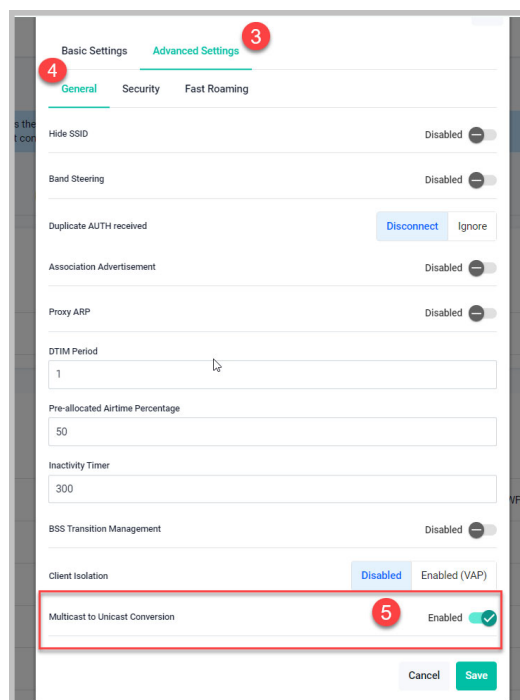 3
Basic Settings Advanced Settings
4
General Security Fast Roaming
s the
t con
Hide SSID Disabled
Band Steering Disabled
Duplicate AUTH received Disconnect Ignore
Association Advertisement Disabled
Proxy ARP Disabled
DTIM Period
1
Pre-allocated Airtime Percentage
50
Inactivity Timer
300
BSS Transition Management Disabled
Client Isolation Disabled Enabled (VAP)
Multicast to Unicast Conversion 5 Enabled
Cancel Save